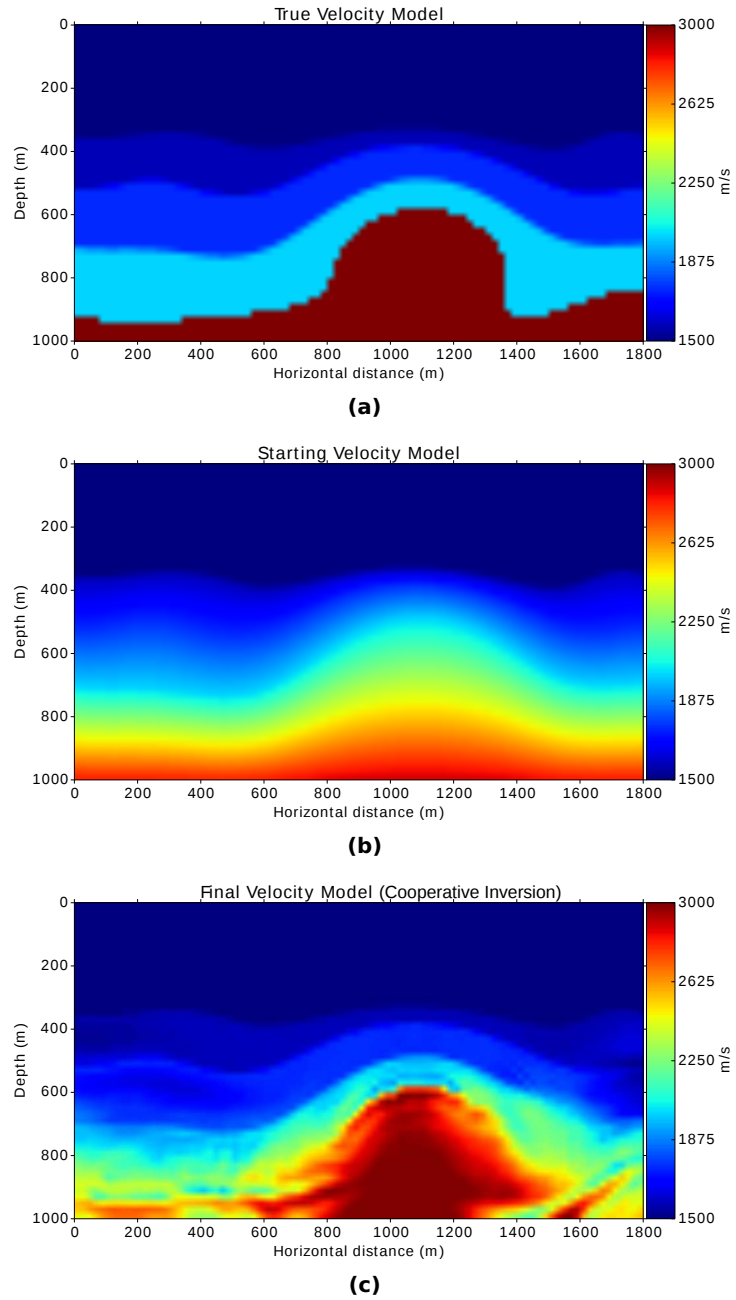 True Velocity Model
0
200
400
600
800
1000
Depth (m)
0 200 400 600 800 1000 1200 1400 1600 1800
Horizontal distance (m)
3000
2625
2250
1875
1500
m/s
(a)
Starting Velocity Model
0
200
400
600
800
1000
Depth (m)
0 200 400 600 800 1000 1200 1400 1600 1800
Horizontal distance (m)
3000
2625
2250
1875
1500
m/s
(b)
Final Velocity Model (Cooperative Inversion)
0
200
400
600
800
1000
Depth (m)
0 200 400 600 800 1000 1200 1400 1600 1800
Horizontal distance (m)
3000
2625
2250
1875
1500
m/s
(c)